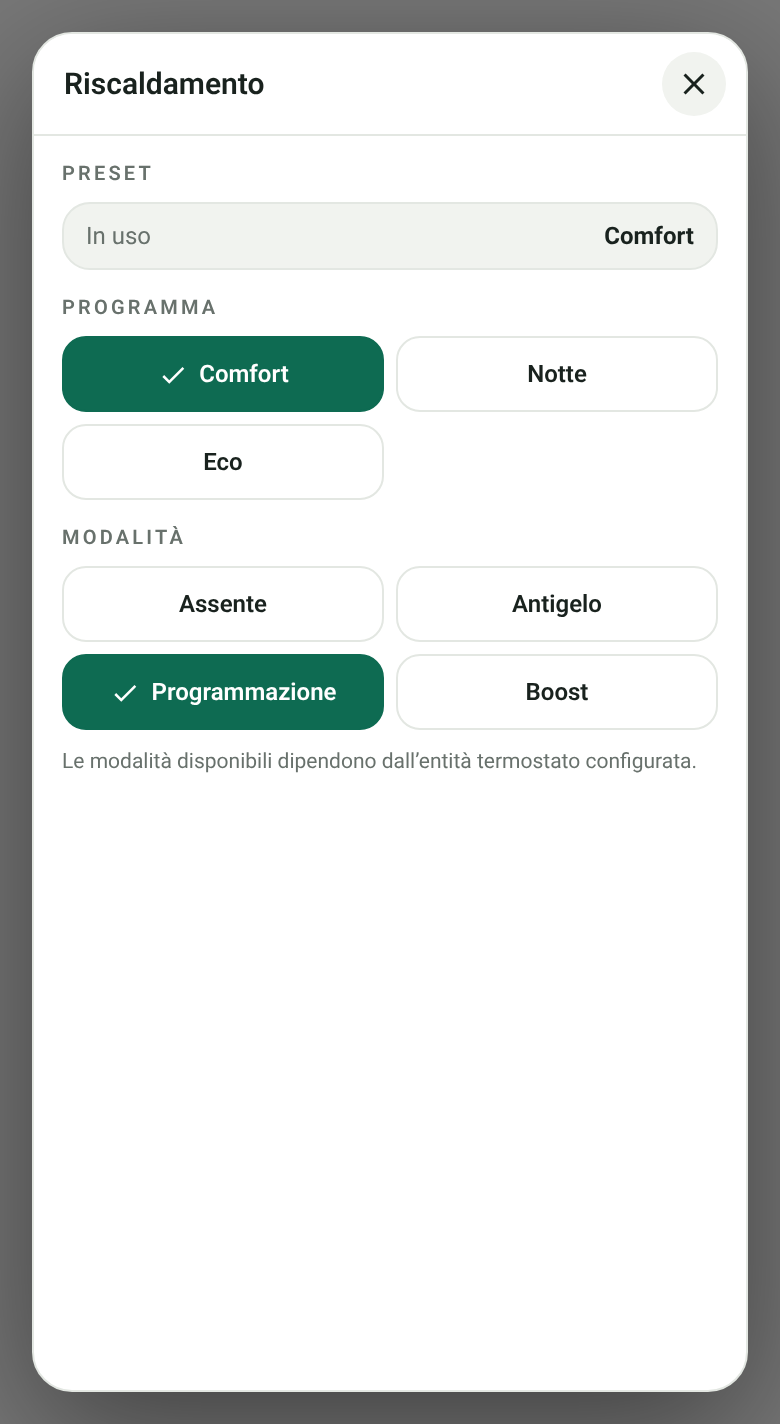 Riscaldamento
PRESET
In uso Comfort
PROGRAMMA
Comfort Notte
Eco
MODALITÀ
Assente Antigelo
Programmazione Boost
Le modalità disponibili dipendono dall’entità termostato configurata.